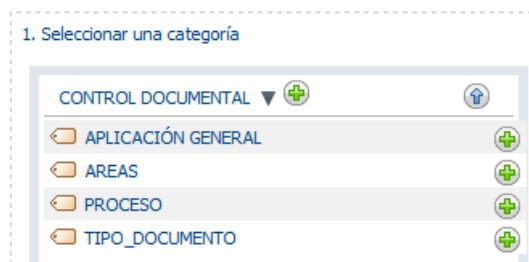 1. Seleccionar una categoría
CONTROL DOCUMENTAL
APLICACIÓN GENERAL
AREAS
PROCESO
TIPO_DOCUMENTO